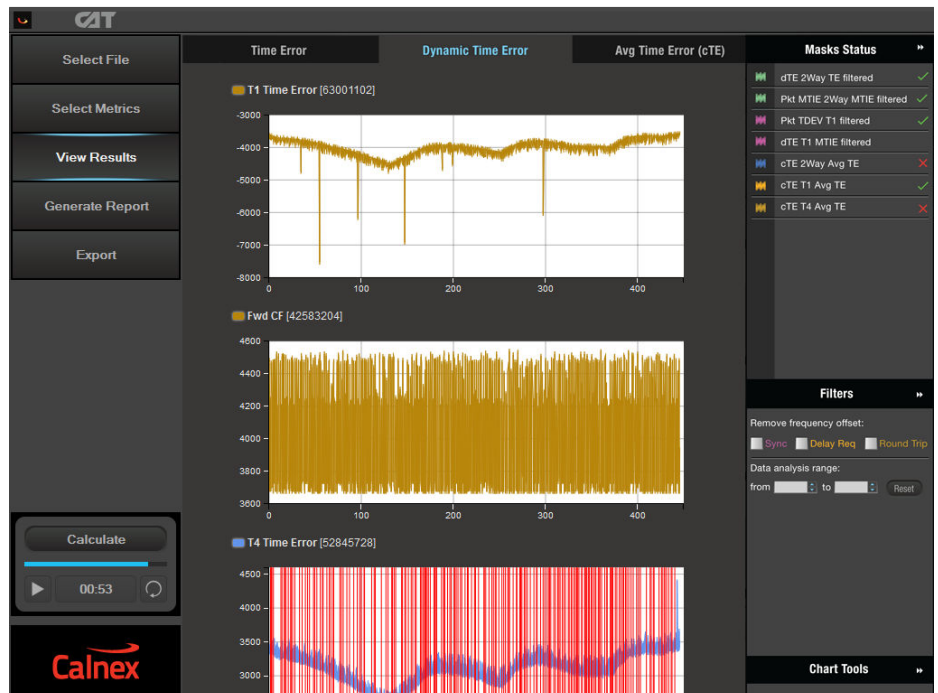 CAT
Select File
Select Metrics
View Results
Generate Report
Export
Calculate
00:53
Calnex
Time Error
Dynamic Time Error
Avg Time Error (cTE)
T1 Time Error [63001102]
-3000
-4000
-5000
-6000
-7000
-8000
0 100 200 300 400
Fwd CF [42583204]
4600
4400
4200
4000
3800
3600
0 100 200 300 400
T4 Time Error [52845728]
4500
4000
3500
3000
Masks Status
dTE 2Way TE filtered
Pkt MTIE 2Way MTIE filtered
Pkt TDEV T1 filtered
dTE T1 MTIE filtered
cTE 2Way Avg TE
cTE T1 Avg TE
cTE T4 Avg TE
Filters
Remove frequency offset:
Sync Delay Req Round Trip
Data analysis range:
from to Reset
Chart Tools